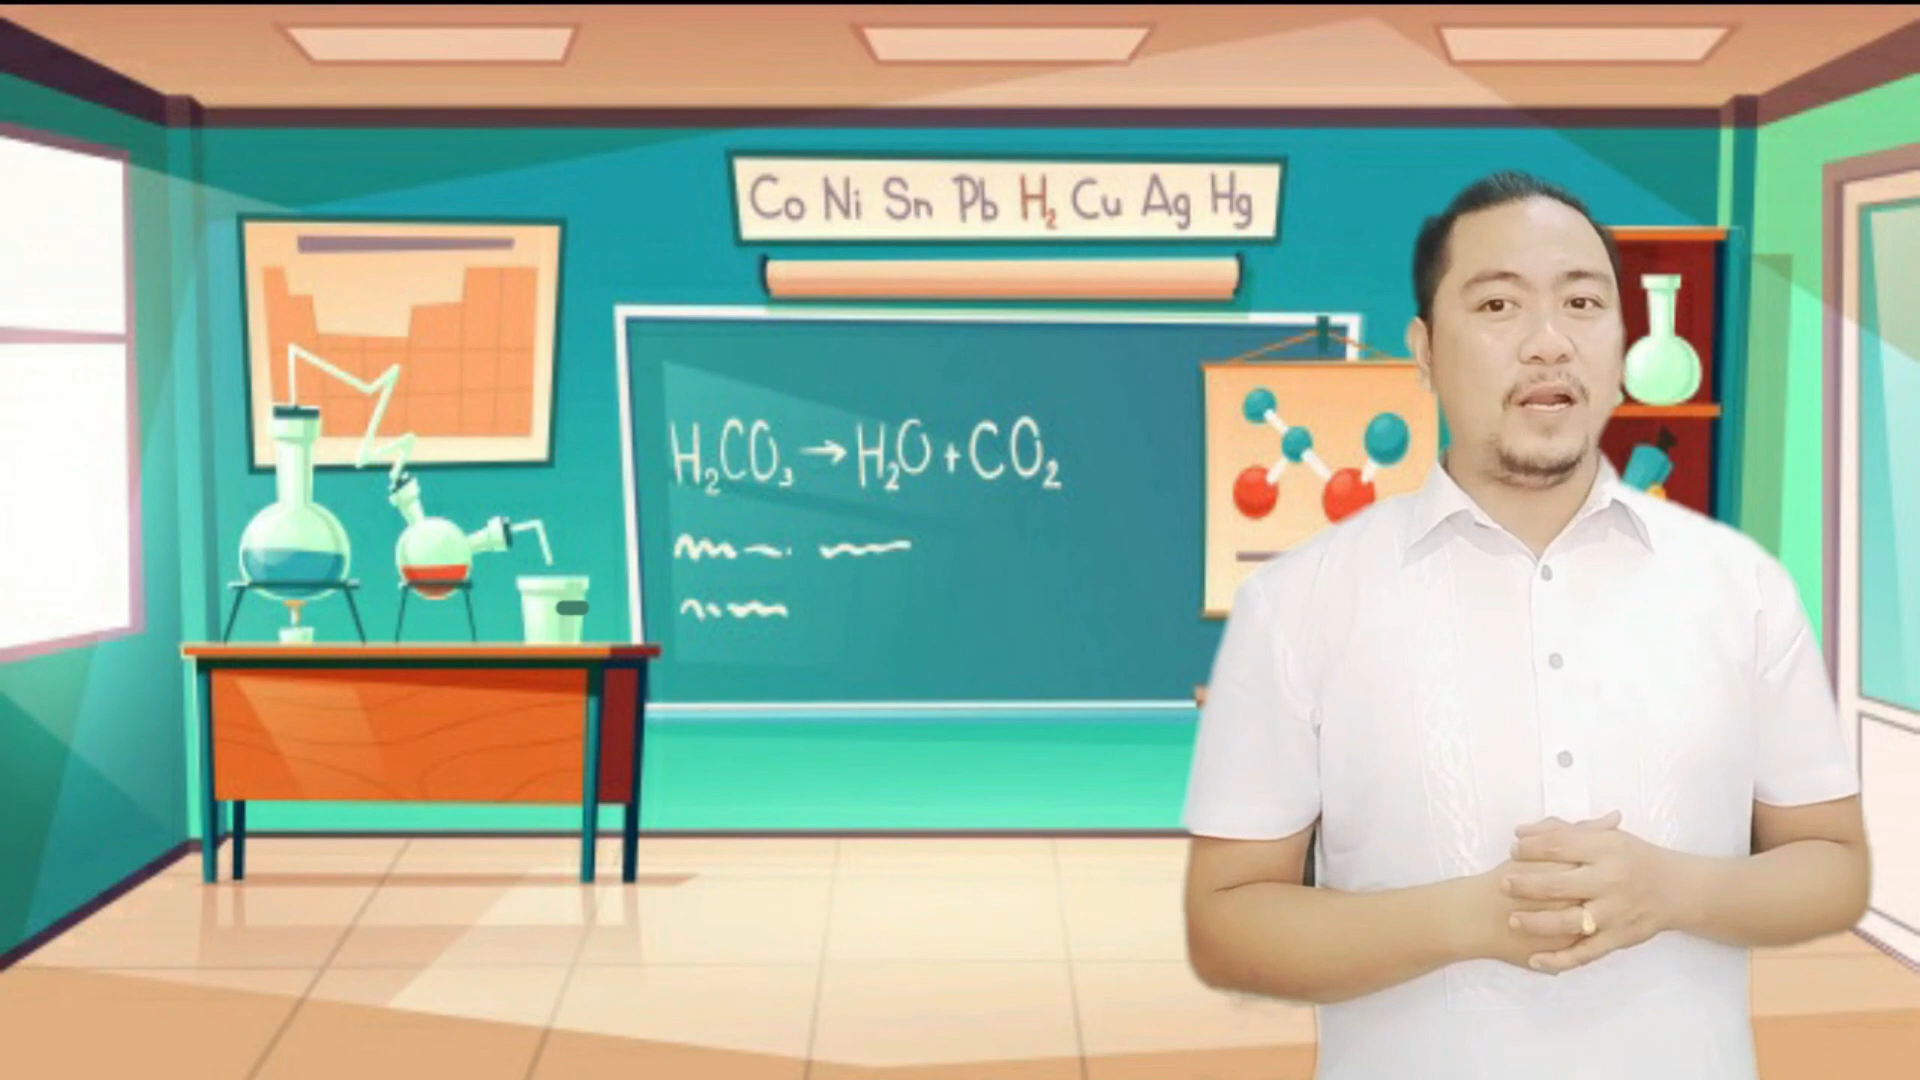 Co Ni Sn Pb H₂ Cu Ag Hg
H₂CO₃ → H₂O + CO₂